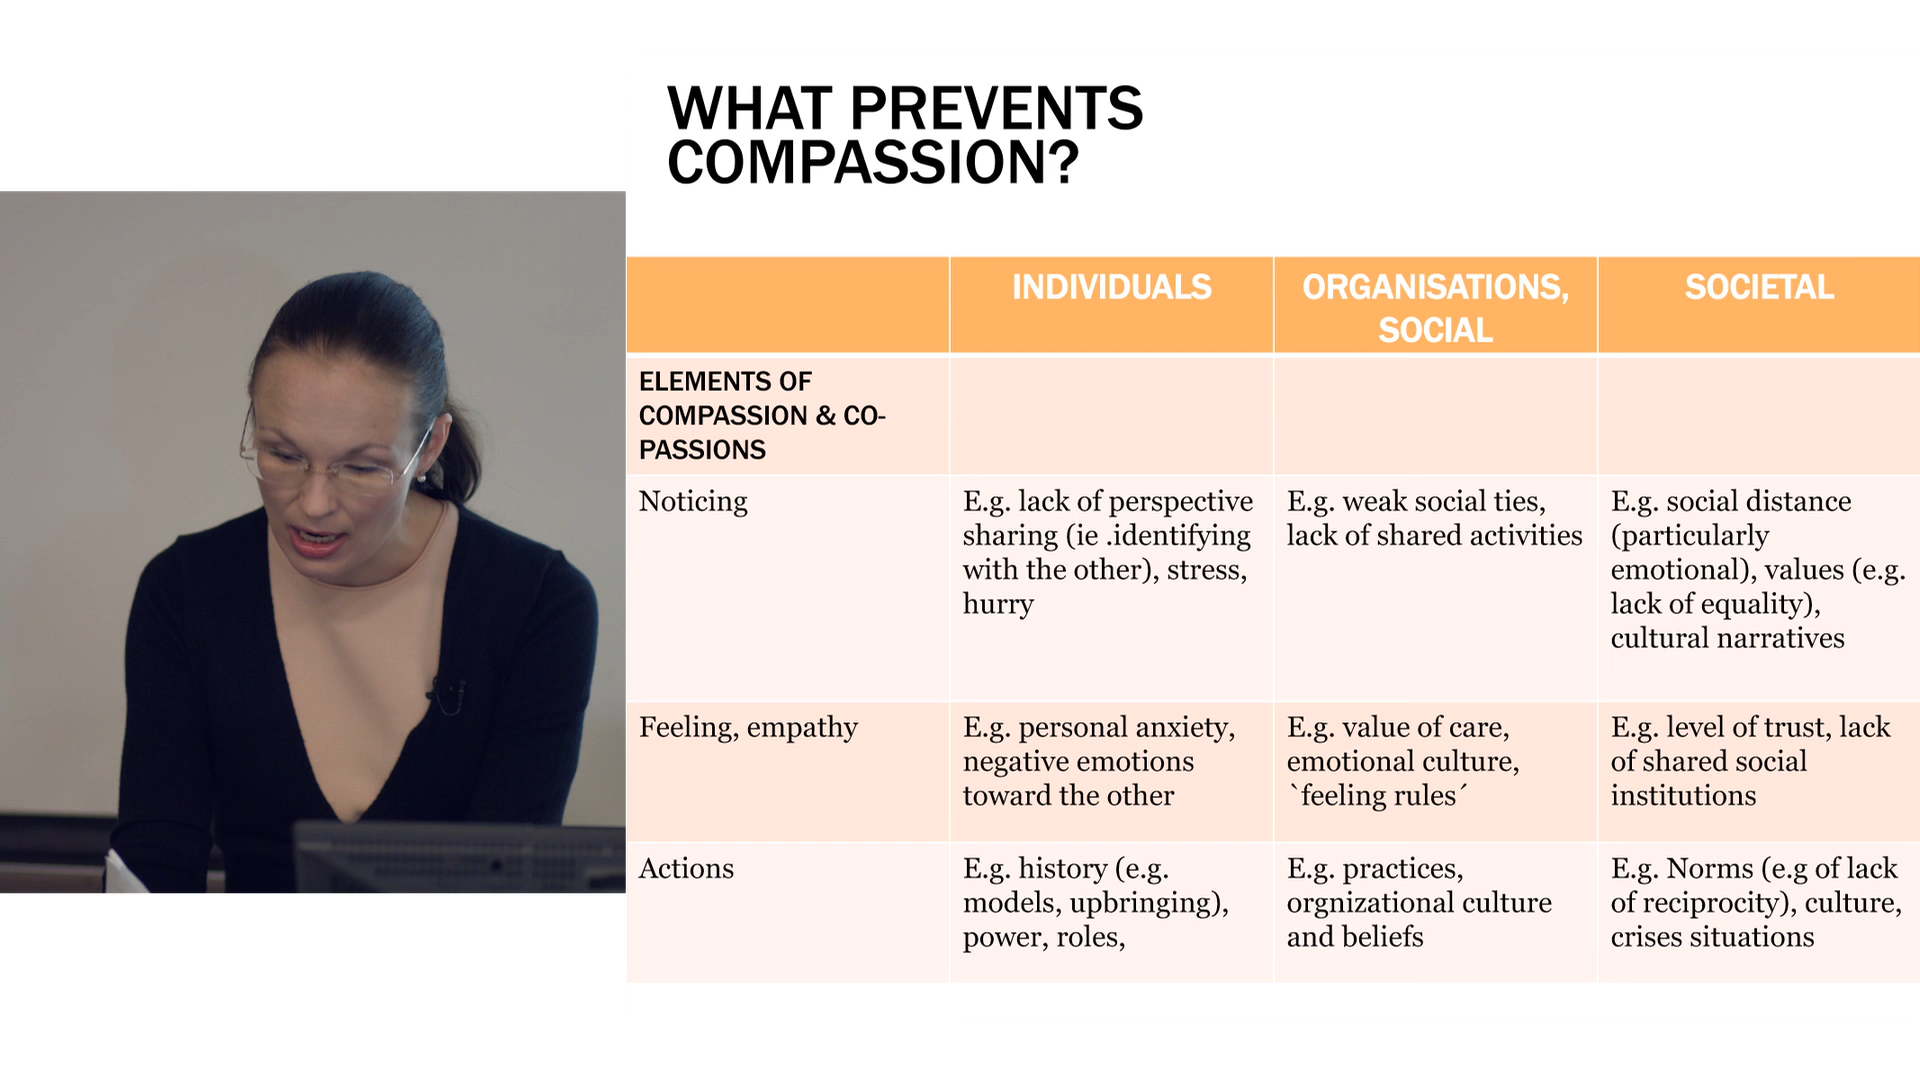 WHAT PREVENTS
COMPASSION?
INDIVIDUALS
ORGANISATIONS,
SOCIAL
SOCIETAL
ELEMENTS OF
COMPASSION & CO-
PASSIONS
Noticing
E.g. lack of perspective
sharing (ie .identifying
with the other), stress,
hurry
E.g. weak social ties,
lack of shared activities
E.g. social distance
(particularly
emotional), values (e.g.
lack of equality),
cultural narratives
Feeling, empathy
E.g. personal anxiety,
negative emotions
toward the other
E.g. value of care,
emotional culture,
`feeling rules´
E.g. level of trust, lack
of shared social
institutions
Actions
E.g. history (e.g.
models, upbringing),
power, roles,
E.g. practices,
orgnizational culture
and beliefs
E.g. Norms (e.g of lack
of reciprocity), culture,
crises situations